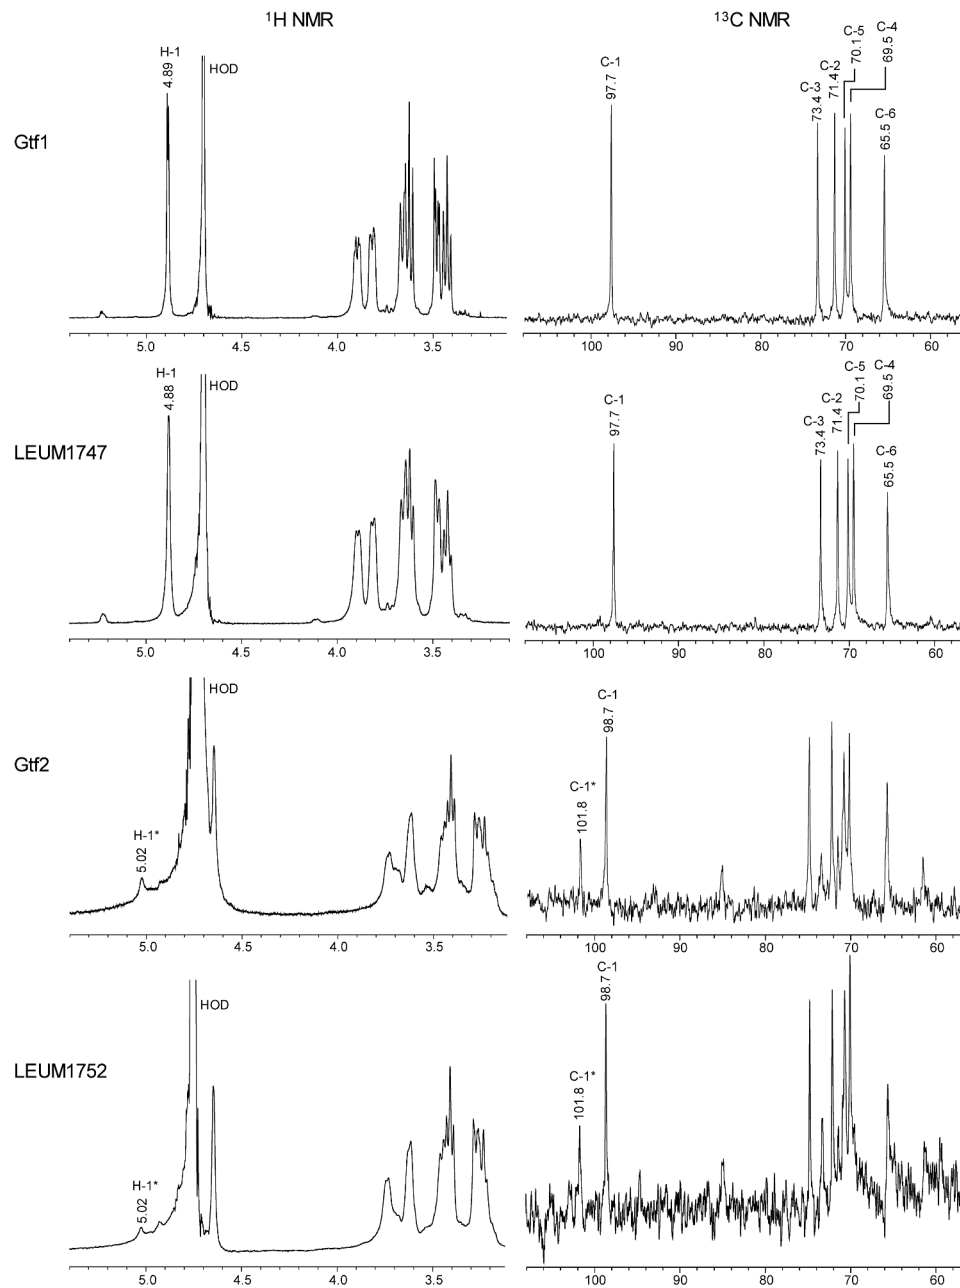 ¹H NMR
¹³C NMR
Gtf1
H-1
4.89
HOD
5.0 4.5 4.0 3.5
C-1
97.7
C-3
73.4
C-2
71.4
C-5
70.1
C-4
69.5
C-6
65.5
100 90 80 70 60
LEUM1747
H-1
4.88
HOD
5.0 4.5 4.0 3.5
C-1
97.7
C-3
73.4
C-2
71.4
C-5
70.1
C-4
69.5
C-6
65.5
100 90 80 70 60
Gtf2
H-1*
5.02
HOD
5.0 4.5 4.0 3.5
C-1*
101.8
C-1
98.7
100 90 80 70 60
LEUM1752
H-1*
5.02
HOD
5.0 4.5 4.0 3.5
C-1*
101.8
C-1
98.7
100 90 80 70 60